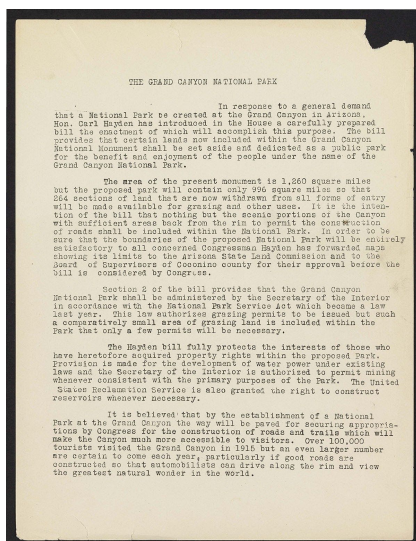 THE GRAND CANYON NATIONAL PARK
In response to a general demand
that a National Park be created at the Grand Canyon in Arizona,
Hon. Carl Hayden has introduced in the House a carefully prepared
bill the enactment of which will accomplish this purpose. The bill
provides that certain lands now included within the Grand Canyon
National Monument shall be set aside and dedicated as a public park
for the benefit and enjoyment of the people under the name of the
Grand Canyon National Park.
The area of the present monument is 1,260 square miles
but the proposed park will contain only 996 square miles so that
264 sections of land that are now withdrawn from all forms of entry
will be made available for grazing and other uses. It is the inten-
tion of the bill that nothing but the scenic portions of the Canyon
with sufficient areas back from the rim to permit the construction
of roads shall be included within the National Park. In order to be
sure that the boundaries of the proposed National Park will be entirely
satisfactory to all concerned Congressman Hayden has forwarded maps
showing its limits to the Arizona State Land Commission and to the
Board of Supervisors of Coconino county for their approval before the
bill is considered by Congress.
Section 2 of the bill provides that the Grand Canyon
National Park shall be administered by the Secretary of the Interior
in accordance with the National Park Service Act which became a law
last year. This law authorizes grazing permits to be issued but such
a comparatively small area of grazing land is included within the
Park that only a few permits will be necessary.
The Hayden bill fully protects the interests of those who
have heretofore acquired property rights within the proposed Park.
Provision is made for the development of water power under existing
laws and the Secretary of the Interior is authorized to permit mining
whenever consistent with the primary purposes of the Park. The United
States Reclamation Service is also granted the right to construct
reservoirs whenever necessary.
It is believed that by the establishment of a National
Park at the Grand Canyon the way will be paved for securing appropria-
tions by Congress for the construction of roads and trails which will
make the Canyon much more accessible to visitors. Over 100,000
tourists visited the Grand Canyon in 1915 but an even larger number
are certain to come each year, particularly if good roads are
constructed so that automobilists can drive along the rim and view
the greatest natural wonder in the world.